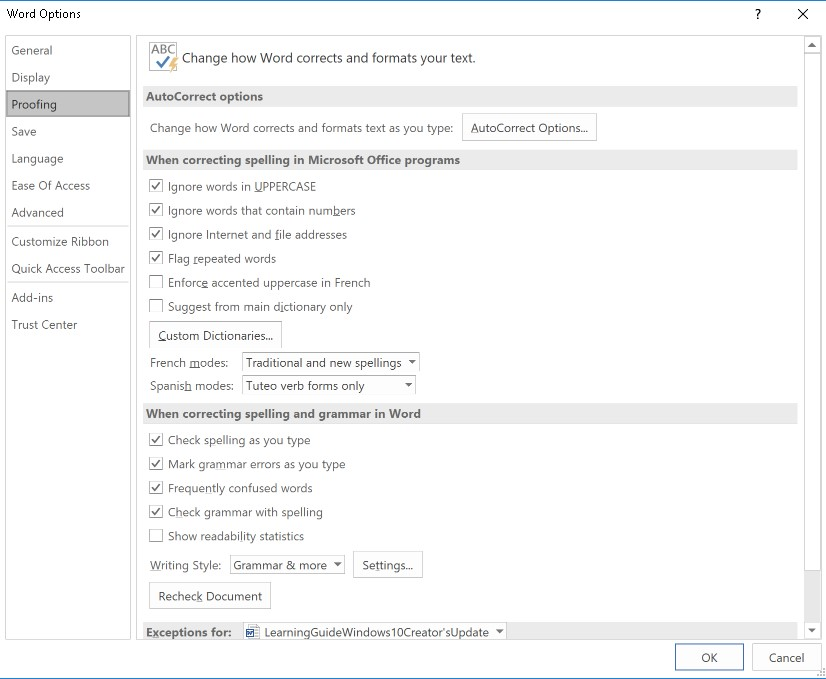 Word Options ?
General
Display
Proofing
Save
Language
Ease Of Access
Advanced
Customize Ribbon
Quick Access Toolbar
Add-ins
Trust Center
ABC
Change how Word corrects and formats your text.
AutoCorrect options
Change how Word corrects and formats text as you type: AutoCorrect Options...
When correcting spelling in Microsoft Office programs
Ignore words in UPPERCASE
Ignore words that contain numbers
Ignore Internet and file addresses
Flag repeated words
Enforce accented uppercase in French
Suggest from main dictionary only
Custom Dictionaries...
French modes: Traditional and new spellings
Spanish modes: Tuteo verb forms only
When correcting spelling and grammar in Word
Check spelling as you type
Mark grammar errors as you type
Frequently confused words
Check grammar with spelling
Show readability statistics
Writing Style: Grammar & more Settings...
Recheck Document
Exceptions for: LearningGuideWindows10Creator'sUpdate
OK Cancel